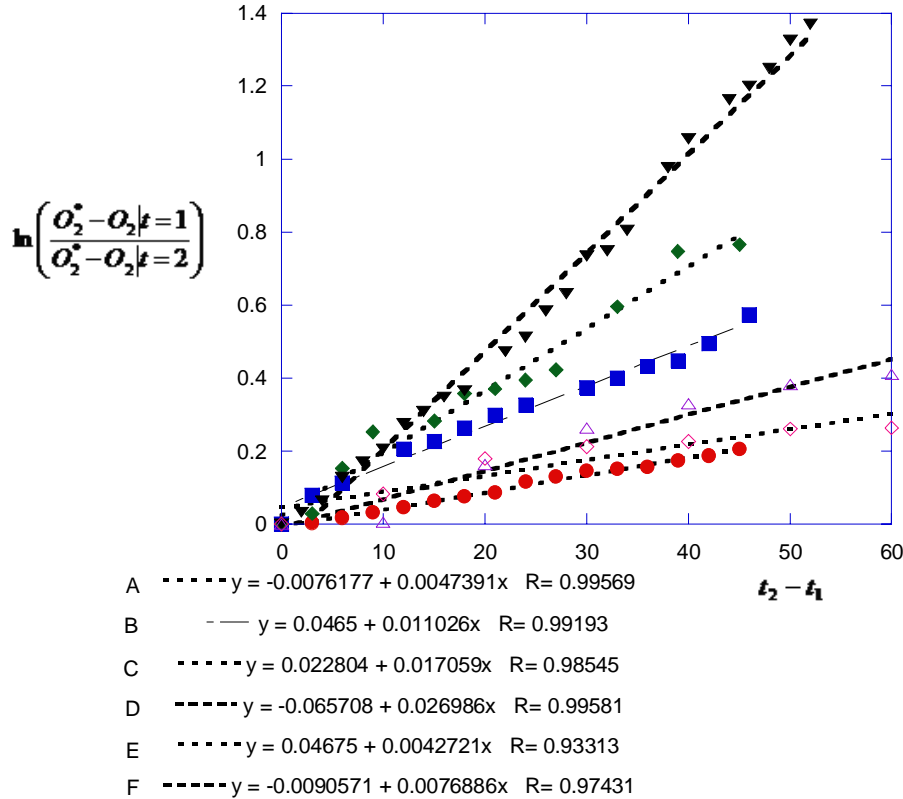 1.4
1.2
1
0.8
0.6
0.4
0.2
0
ln(O₂* − O₂|t = 1 / O₂* − O₂|t = 2)
0 10 20 30 40 50 60
t₂ − t₁
A y = -0.0076177 + 0.0047391x R= 0.99569
B y = 0.0465 + 0.011026x R= 0.99193
C y = 0.022804 + 0.017059x R= 0.98545
D y = -0.065708 + 0.026986x R= 0.99581
E y = 0.04675 + 0.0042721x R= 0.93313
F y = -0.0090571 + 0.0076886x R= 0.97431